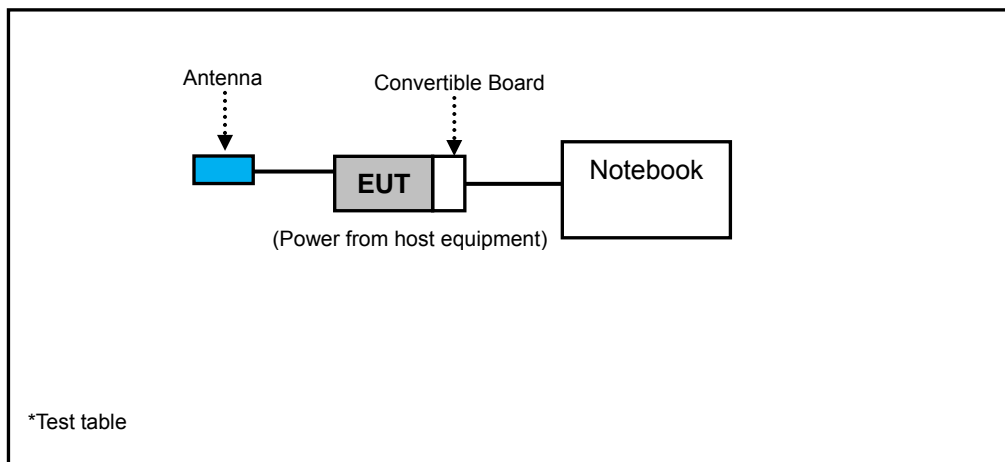 Antenna
Convertible Board
EUT
Notebook
(Power from host equipment)
*Test table